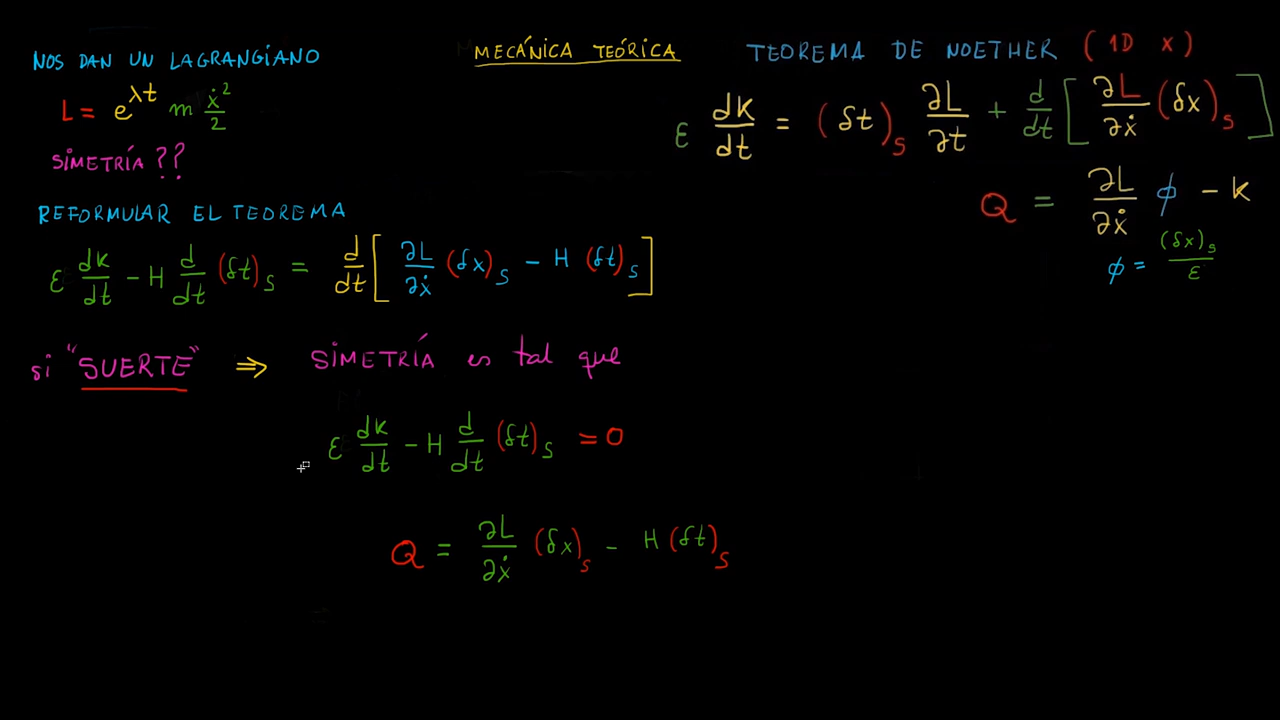 MECÁNICA TEÓRICA
NOS DAN UN LAGRANGIANO
L = e^{λt} m ẋ²/2
SIMETRÍA ??
REFORMULAR EL TEOREMA
ε dK/dt − H d/dt (δt)_S = d/dt [ ∂L/∂ẋ (δx)_S − H (δt)_S ]
si "SUERTE" ⇒ SIMETRÍA es tal que
ε dK/dt − H d/dt (δt)_S = 0
Q = ∂L/∂ẋ (δx)_S − H (δt)_S
TEOREMA DE NOETHER (1D X)
ε dK/dt = (δt)_S ∂L/∂t + d/dt [ ∂L/∂ẋ (δx)_S ]
Q = ∂L/∂ẋ ϕ − K
ϕ = (δx)_S/ε